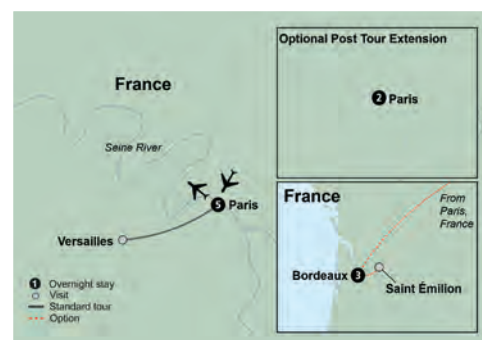 France
Seine River
5 Paris
Versailles
1 Overnight stay
Visit
Standard tour
Option
Optional Post Tour Extension
2 Paris
France
From
Paris,
France
Bordeaux 3
Saint Émilion